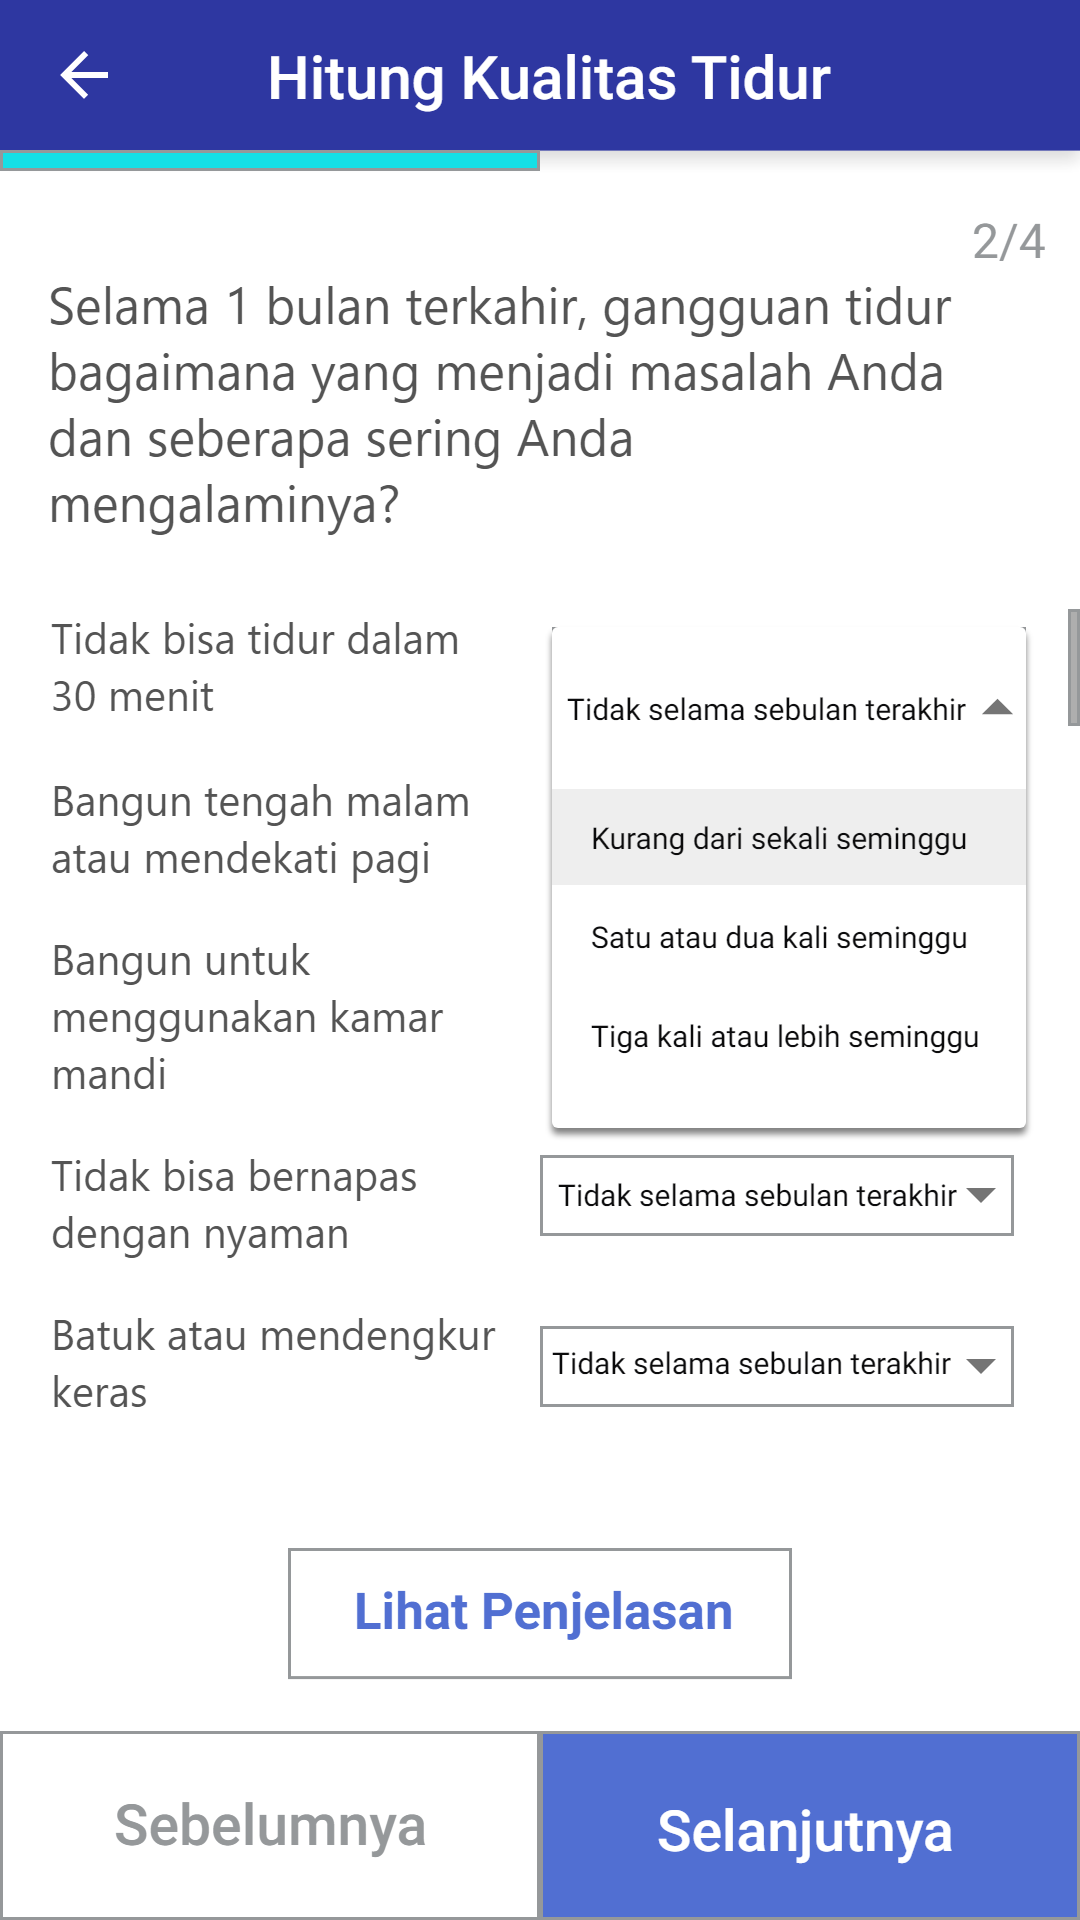 Hitung Kualitas Tidur
2/4
Selama 1 bulan terkahir, gangguan tidur
bagaimana yang menjadi masalah Anda
dan seberapa sering Anda
mengalaminya?
Tidak bisa tidur dalam
30 menit
Tidak selama sebulan terakhir
Kurang dari sekali seminggu
Satu atau dua kali seminggu
Tiga kali atau lebih seminggu
Bangun tengah malam
atau mendekati pagi
Bangun untuk
menggunakan kamar
mandi
Tidak bisa bernapas
dengan nyaman
Tidak selama sebulan terakhir
Batuk atau mendengkur
keras
Tidak selama sebulan terakhir
Lihat Penjelasan
Sebelumnya
Selanjutnya